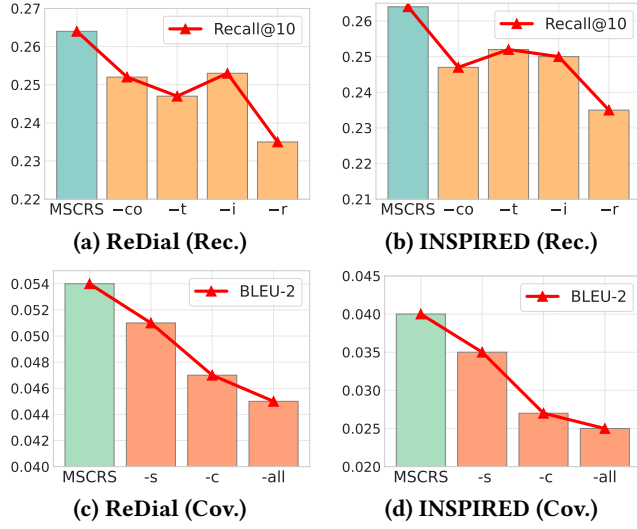 0.27
0.26
0.25
0.24
0.23
0.22
Recall@10
MSCRS −co −t −i −r
(a) ReDial (Rec.)
0.26
0.25
0.24
0.23
0.22
0.21
Recall@10
MSCRS −co −t −i −r
(b) INSPIRED (Rec.)
0.054
0.052
0.050
0.048
0.046
0.044
0.042
0.040
BLEU-2
MSCRS -s -c -all
(c) ReDial (Cov.)
0.045
0.040
0.035
0.030
0.025
0.020
BLEU-2
MSCRS -s -c -all
(d) INSPIRED (Cov.)